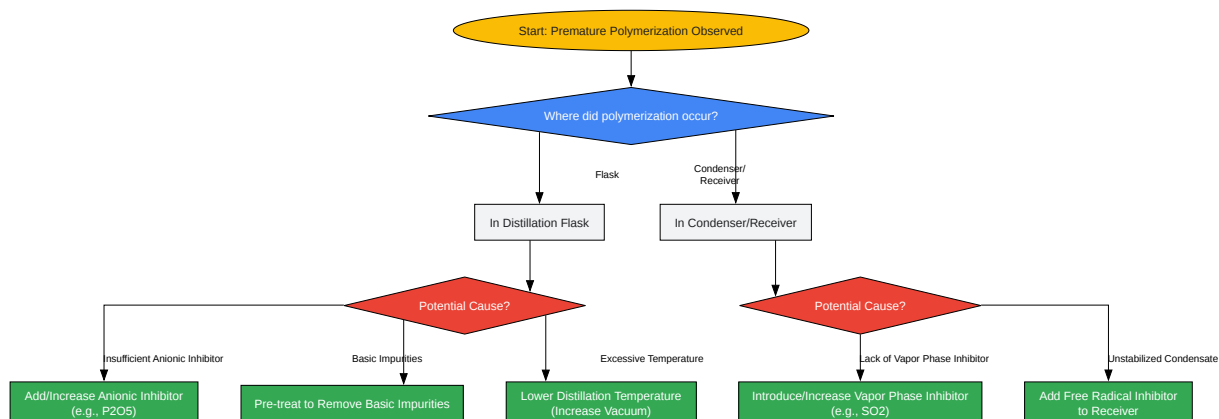 Start: Premature Polymerization Observed
Where did polymerization occur?
Flask
Condenser/
Receiver
In Distillation Flask
In Condenser/Receiver
Potential Cause?
Potential Cause?
Insufficient Anionic Inhibitor
Basic Impurities
Excessive Temperature
Lack of Vapor Phase Inhibitor
Unstabilized Condensate
Add/Increase Anionic Inhibitor
(e.g., P2O5)
Pre-treat to Remove Basic Impurities
Lower Distillation Temperature
(Increase Vacuum)
Introduce/Increase Vapor Phase Inhibitor
(e.g., SO2)
Add Free Radical Inhibitor
to Receiver